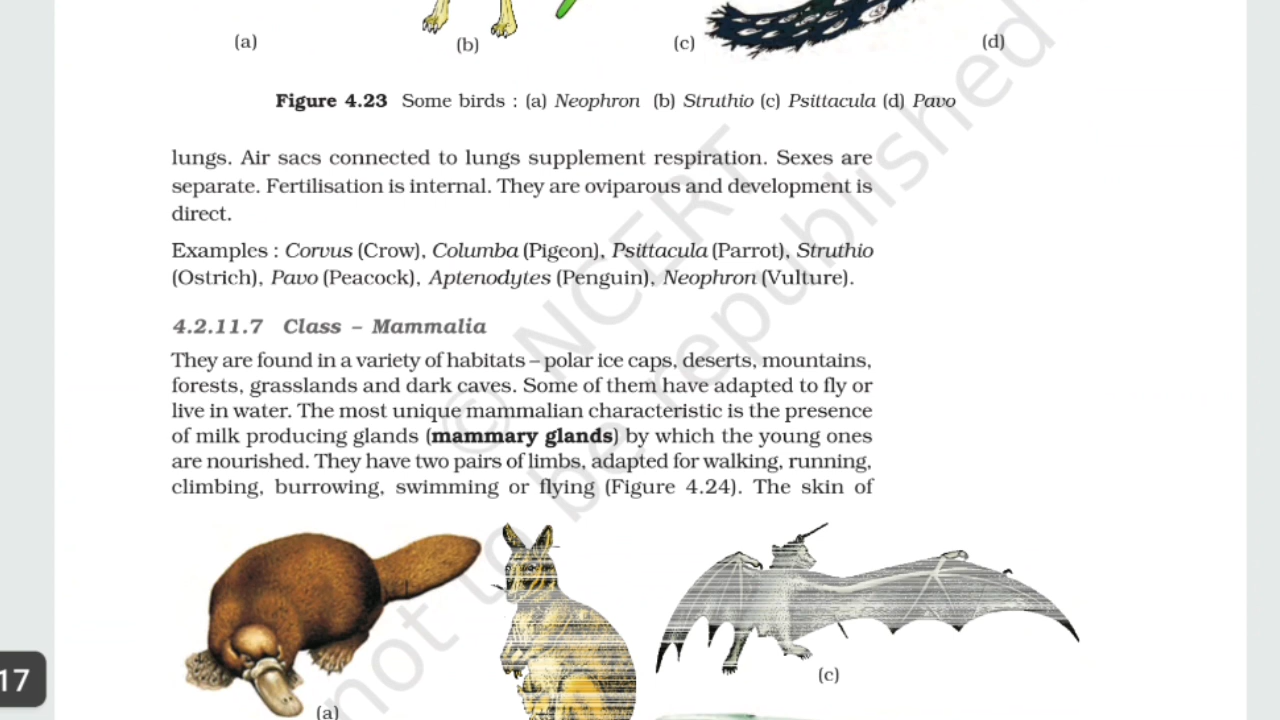 (a) (b) (c) (d)
Figure 4.23 Some birds : (a) Neophron (b) Struthio (c) Psittacula (d) Pavo
lungs. Air sacs connected to lungs supplement respiration. Sexes are
separate. Fertilisation is internal. They are oviparous and development is
direct.
Examples : Corvus (Crow), Columba (Pigeon), Psittacula (Parrot), Struthio
(Ostrich), Pavo (Peacock), Aptenodytes (Penguin), Neophron (Vulture).
4.2.11.7 Class – Mammalia
They are found in a variety of habitats – polar ice caps, deserts, mountains,
forests, grasslands and dark caves. Some of them have adapted to fly or
live in water. The most unique mammalian characteristic is the presence
of milk producing glands (mammary glands) by which the young ones
are nourished. They have two pairs of limbs, adapted for walking, running,
climbing, burrowing, swimming or flying (Figure 4.24). The skin of
(c)
(a)
17
© NCERT
not to be republished